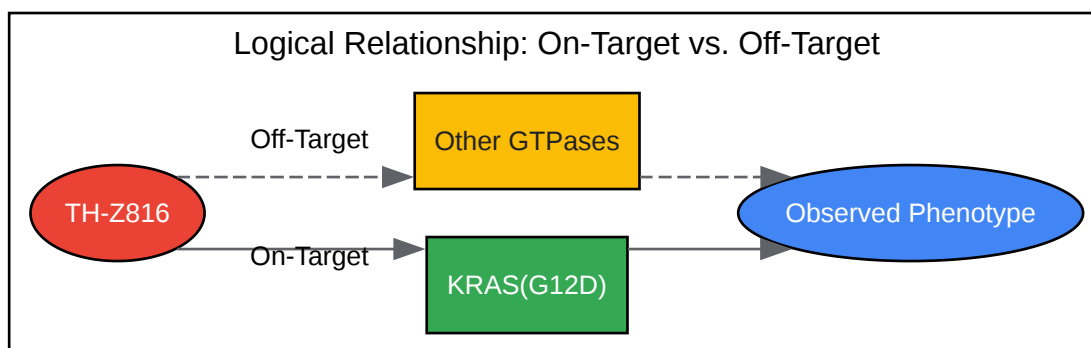 Logical Relationship: On-Target vs. Off-Target
Off-Target
Other GTPases
TH-Z816
Observed Phenotype
On-Target
KRAS(G12D)